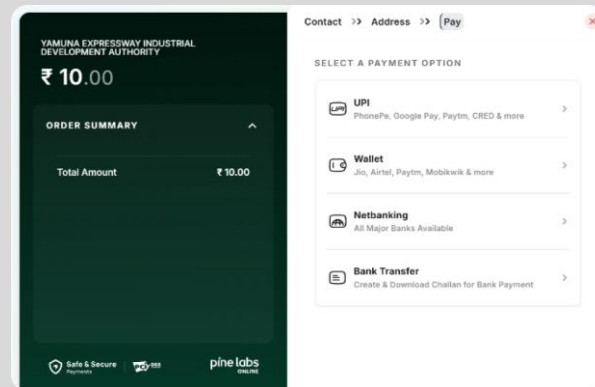 YAMUNA EXPRESSWAY INDUSTRIAL
DEVELOPMENT AUTHORITY
₹ 10.00
ORDER SUMMARY
Total Amount ₹ 10.00
Safe & Secure
Payments
pine labs
ONLINE
Contact >> Address >> Pay
SELECT A PAYMENT OPTION
UPI
PhonePe, Google Pay, Paytm, CRED & more
Wallet
Jio, Airtel, Paytm, Mobikwik & more
Netbanking
All Major Banks Available
Bank Transfer
Create & Download Challan for Bank Payment